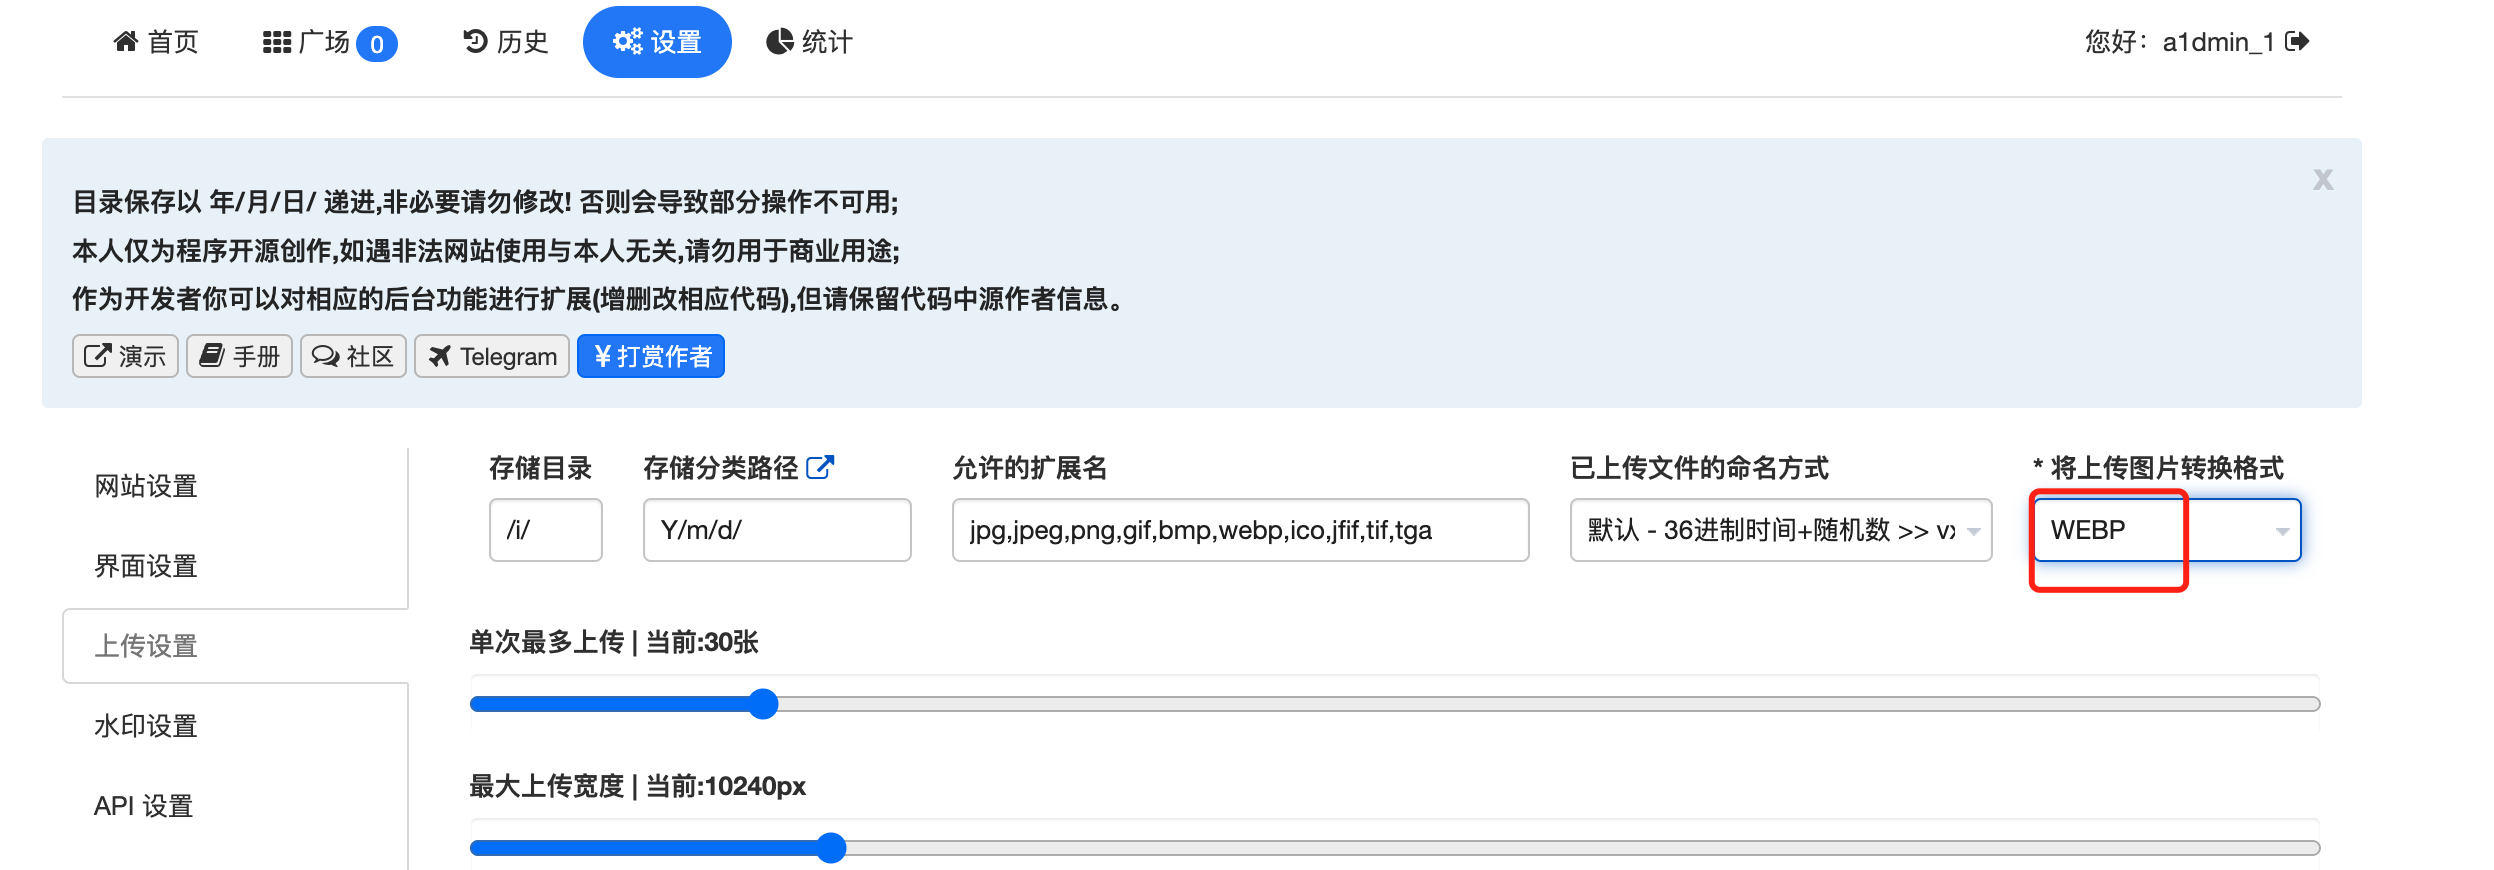 首页 广场 0 历史 设置 统计 您好：a1dmin_1
x
目录保存以 年/月/日/ 递进,非必要请勿修改! 否则会导致部分操作不可用;
本人仅为程序开源创作,如遇非法网站使用与本人无关,请勿用于商业用途;
作为开发者你可以对相应的后台功能进行扩展(增删改相应代码),但请保留代码中源作者信息。
演示 手册 社区 Telegram ¥打赏作者
网站设置
界面设置
上传设置
水印设置
API 设置
存储目录 存储分类路径 允许的扩展名 已上传文件的命名方式 * 将上传图片转换格式
/i/ Y/m/d/ jpg,jpeg,png,gif,bmp,webp,ico,jfif,tif,tga 默认 - 36进制时间+随机数 >> vx WEBP
单次最多上传 | 当前:30张
最大上传宽度 | 当前:10240px